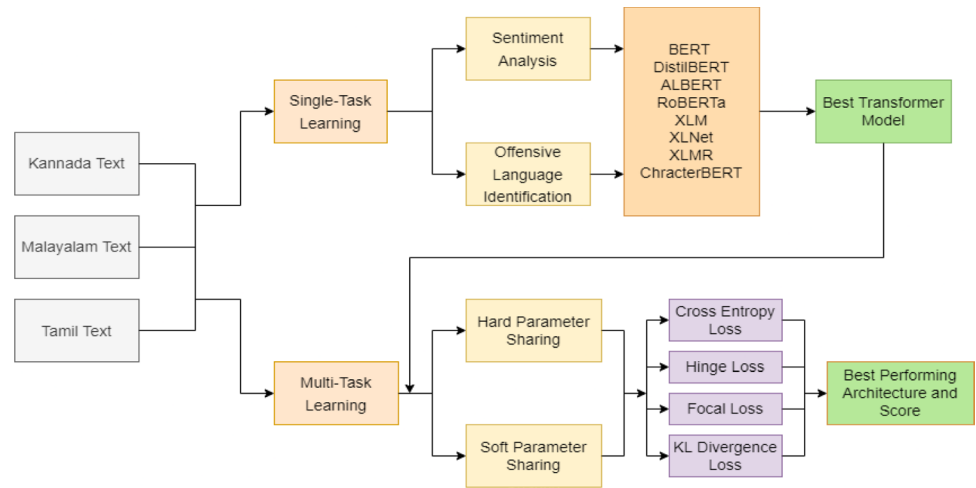 Kannada Text
Malayalam Text
Tamil Text
Single-Task
Learning
Sentiment
Analysis
Offensive
Language
Identification
BERT
DistilBERT
ALBERT
RoBERTa
XLM
XLNet
XLMR
ChracterBERT
Best Transformer
Model
Multi-Task
Learning
Hard Parameter
Sharing
Soft Parameter
Sharing
Cross Entropy
Loss
Hinge Loss
Focal Loss
KL Divergence
Loss
Best Performing
Architecture and
Score